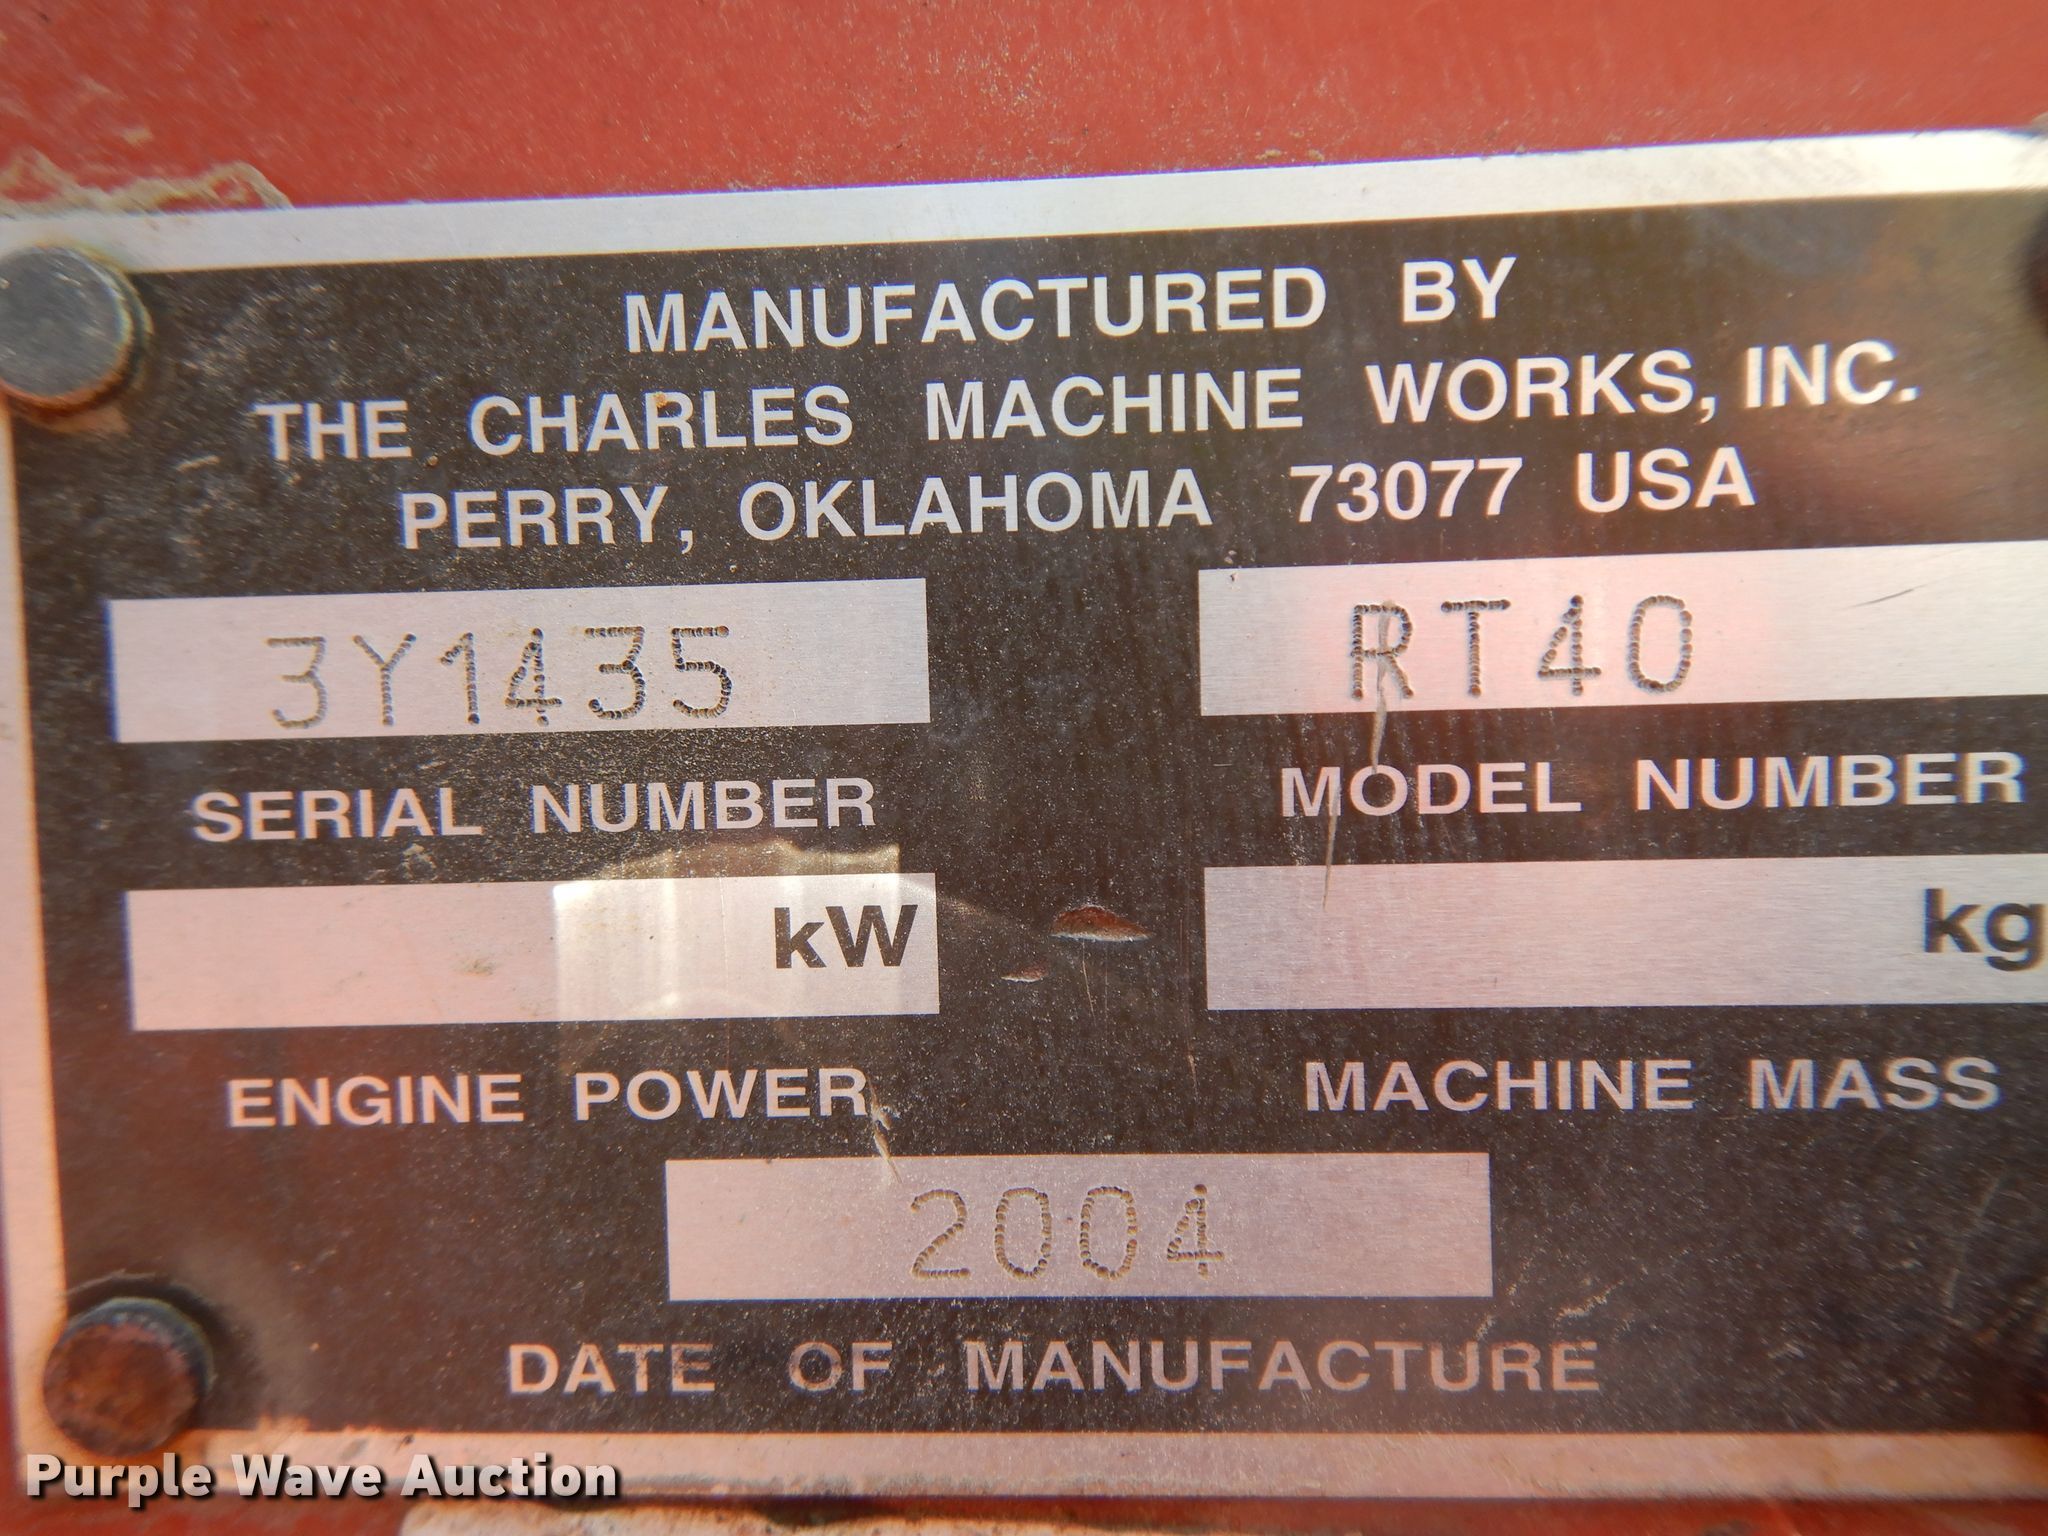 MANUFACTURED BY
THE CHARLES MACHINE WORKS, INC.
PERRY, OKLAHOMA 73077 USA
3Y1435 RT40
SERIAL NUMBER MODEL NUMBER
kW kg
ENGINE POWER MACHINE MASS
2004
DATE OF MANUFACTURE
Purple Wave Auction